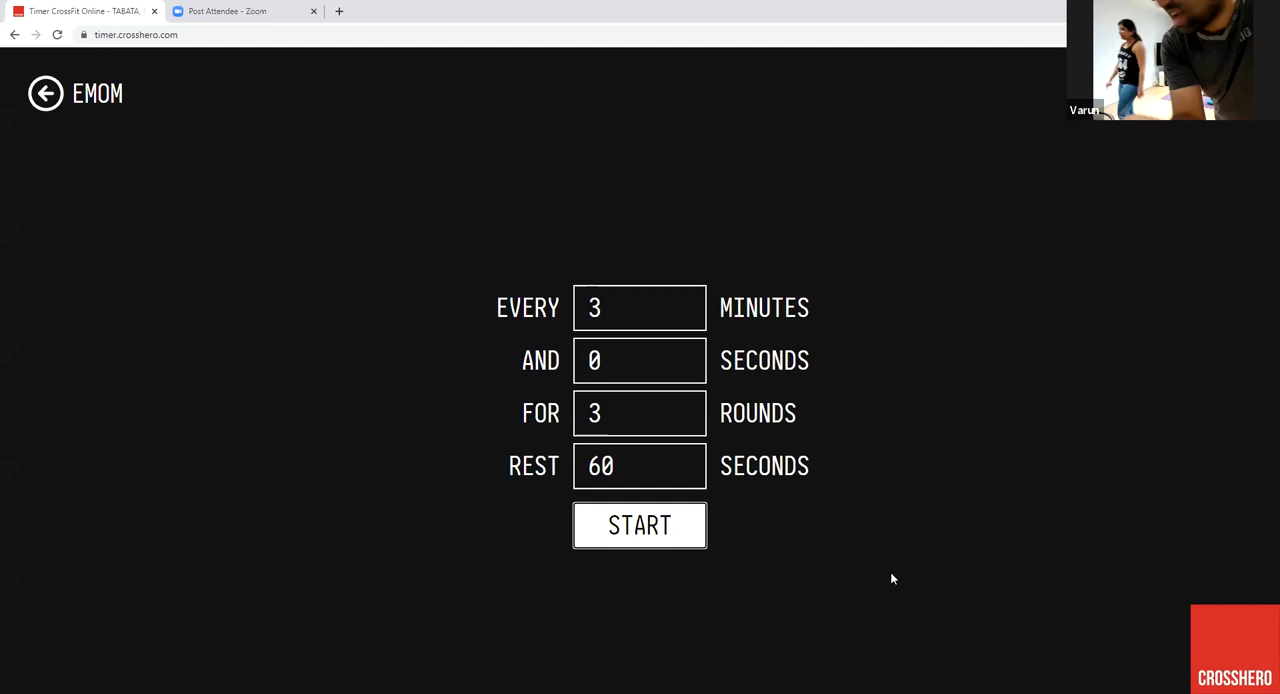 Timer CrossFit Online - TABATA,
Post Attendee - Zoom
timer.crosshero.com
EMOM
Varun
44
EVERY 3 MINUTES
AND 0 SECONDS
FOR 3 ROUNDS
REST 60 SECONDS
START
CROSSHERO